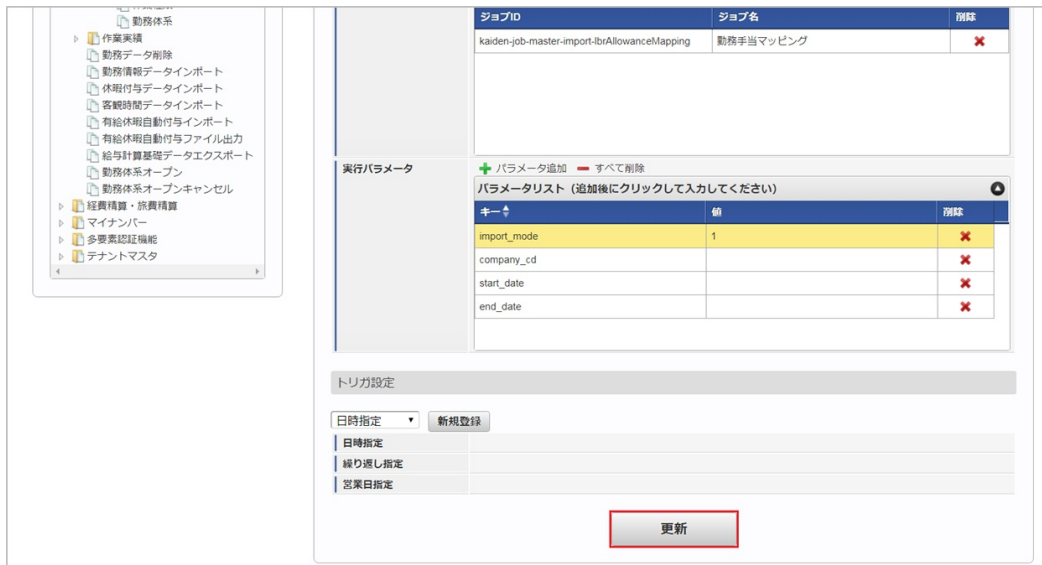 勤務体系
作業実績
勤務データ削除
勤務情報データインポート
休暇付与データインポート
客観時間データインポート
有給休暇自動付与インポート
有給休暇自動付与ファイル出力
給与計算基礎データエクスポート
勤務体系オープン
勤務体系オープンキャンセル
経費精算・旅費精算
マイナンバー
多要素認証機能
テナントマスタ
ジョブID ジョブ名 削除
kaiden-job-master-import-lbrAllowanceMapping 勤務手当マッピング
実行パラメータ
パラメータ追加 すべて削除
パラメータリスト（追加後にクリックして入力してください）
キー 値 削除
import_mode 1
company_cd
start_date
end_date
トリガ設定
日時指定 新規登録
日時指定
繰り返し指定
営業日指定
更新